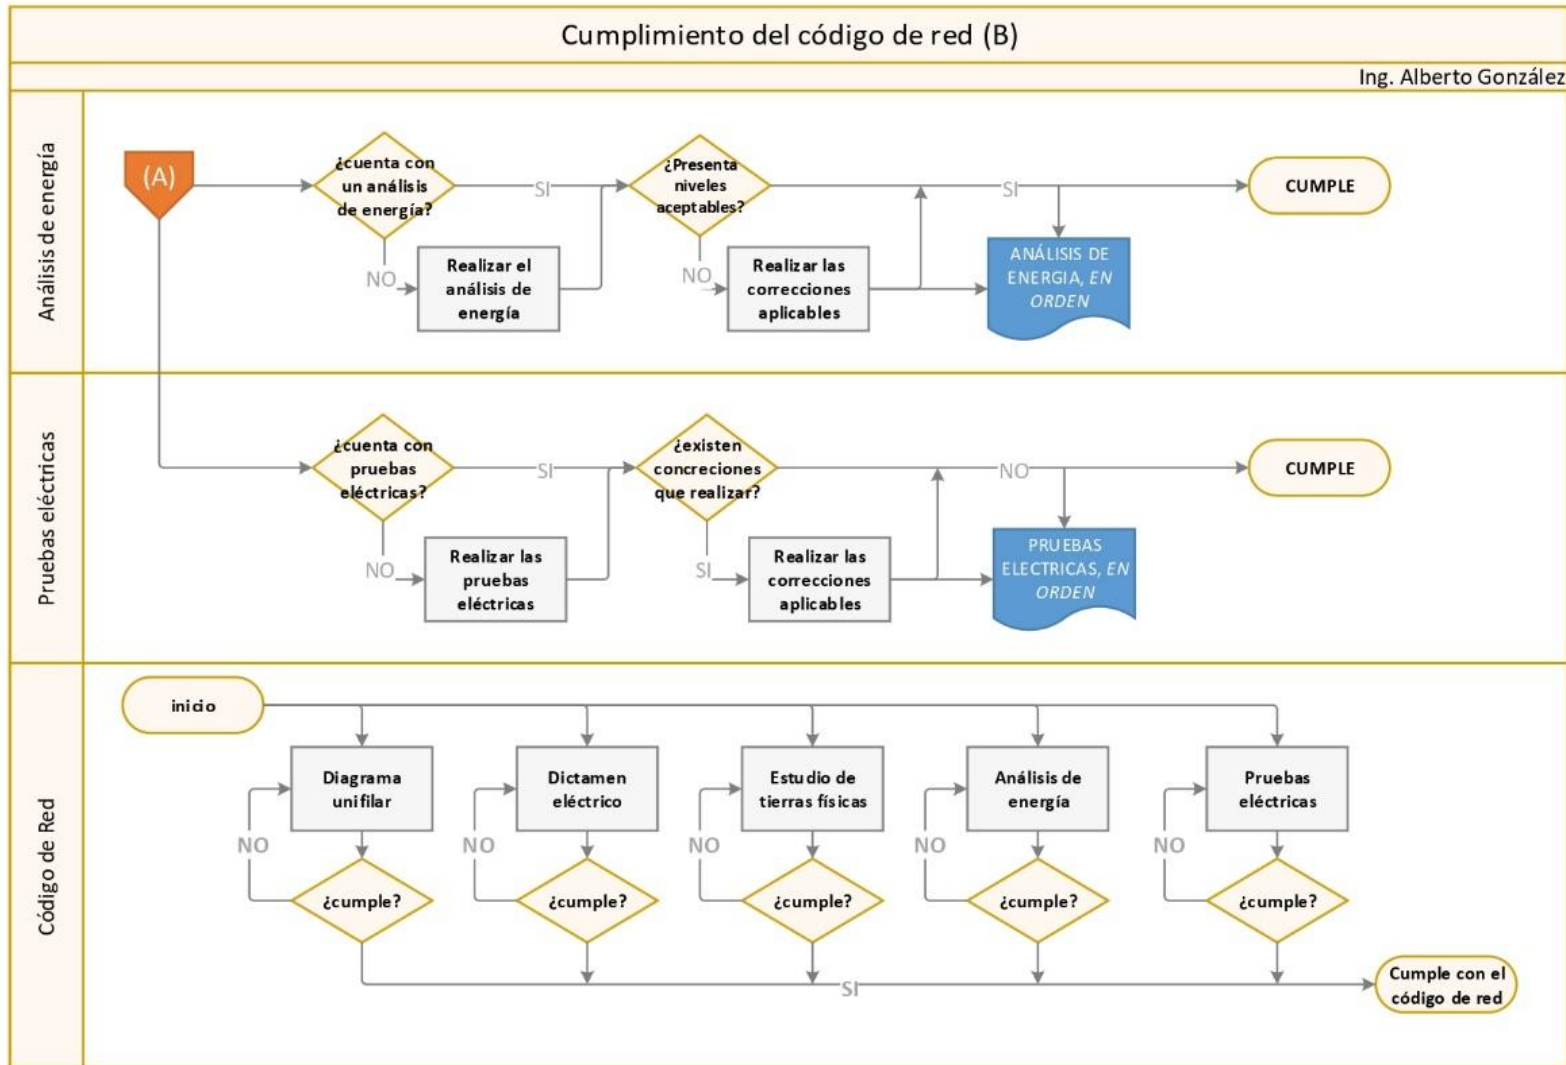 Cumplimiento del código de red (B)
Ing. Alberto González
Análisis de energía
(A)
¿cuenta con
un análisis
de energía?
SI
NO
Realizar el
análisis de
energía
¿Presenta
niveles
aceptables?
SI
NO
Realizar las
correcciones
aplicables
ANÁLISIS DE
ENERGIA, EN
ORDEN
CUMPLE
Pruebas eléctricas
¿cuenta con
pruebas
eléctricas?
SI
NO
Realizar las
pruebas
eléctricas
¿existen
concreciones
que realizar?
NO
SI
Realizar las
correcciones
aplicables
PRUEBAS
ELECTRICAS, EN
ORDEN
CUMPLE
Código de Red
inicio
Diagrama
unifilar
NO
¿cumple?
Dictamen
eléctrico
NO
¿cumple?
Estudio de
tierras físicas
NO
¿cumple?
Análisis de
energía
NO
¿cumple?
Pruebas
eléctricas
NO
¿cumple?
SI
Cumple con el
código de red